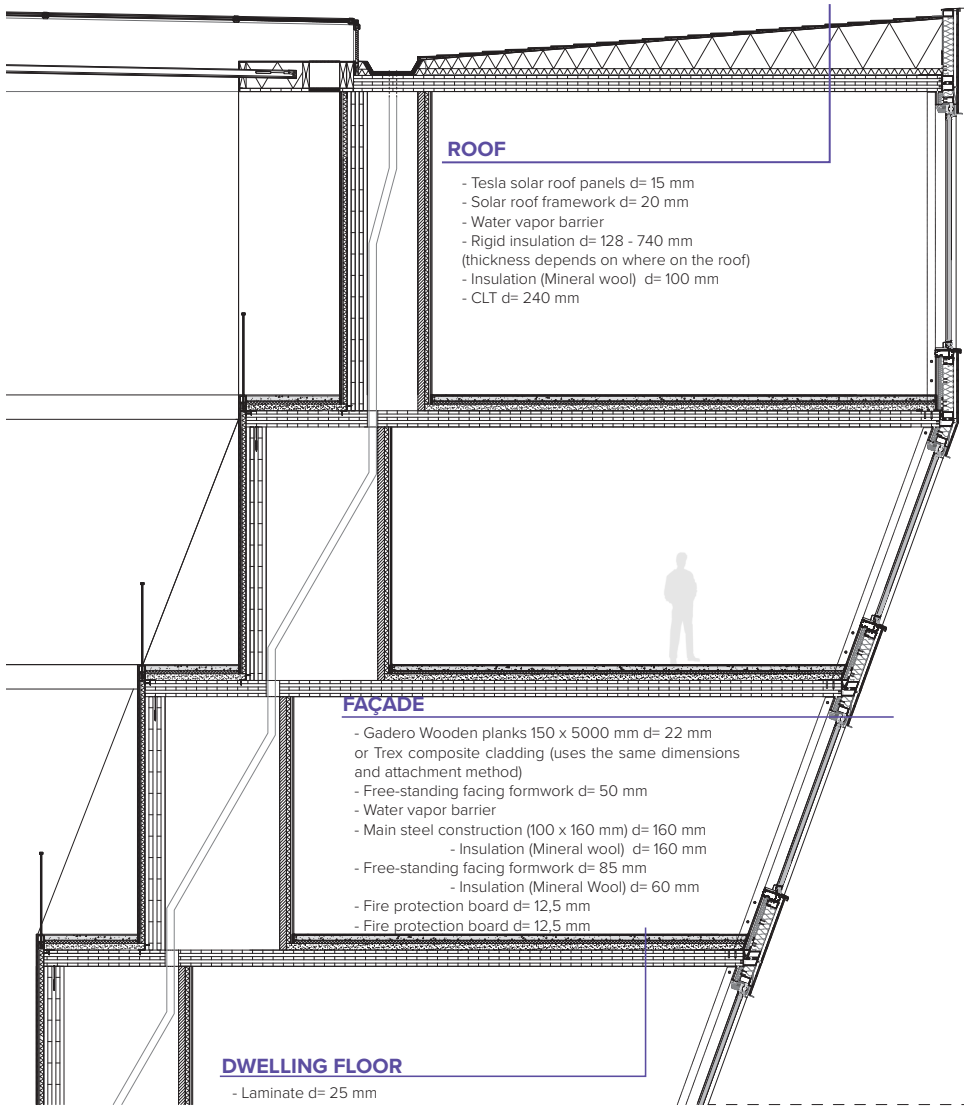 ROOF
- Tesla solar roof panels d= 15 mm
- Solar roof framework d= 20 mm
- Water vapor barrier
- Rigid insulation d= 128 - 740 mm
(thickness depends on where on the roof)
- Insulation (Mineral wool)  d= 100 mm
- CLT d= 240 mm
FAÇADE
- Gadero Wooden planks 150 x 5000 mm d= 22 mm
or Trex composite cladding (uses the same dimensions
and attachment method)
- Free-standing facing formwork d= 50 mm
- Water vapor barrier
- Main steel construction (100 x 160 mm) d= 160 mm
- Insulation (Mineral wool)  d= 160 mm
- Free-standing facing formwork d= 85 mm
- Insulation (Mineral Wool) d= 60 mm
- Fire protection board d= 12,5 mm
- Fire protection board d= 12,5 mm
DWELLING FLOOR
- Laminate d= 25 mm